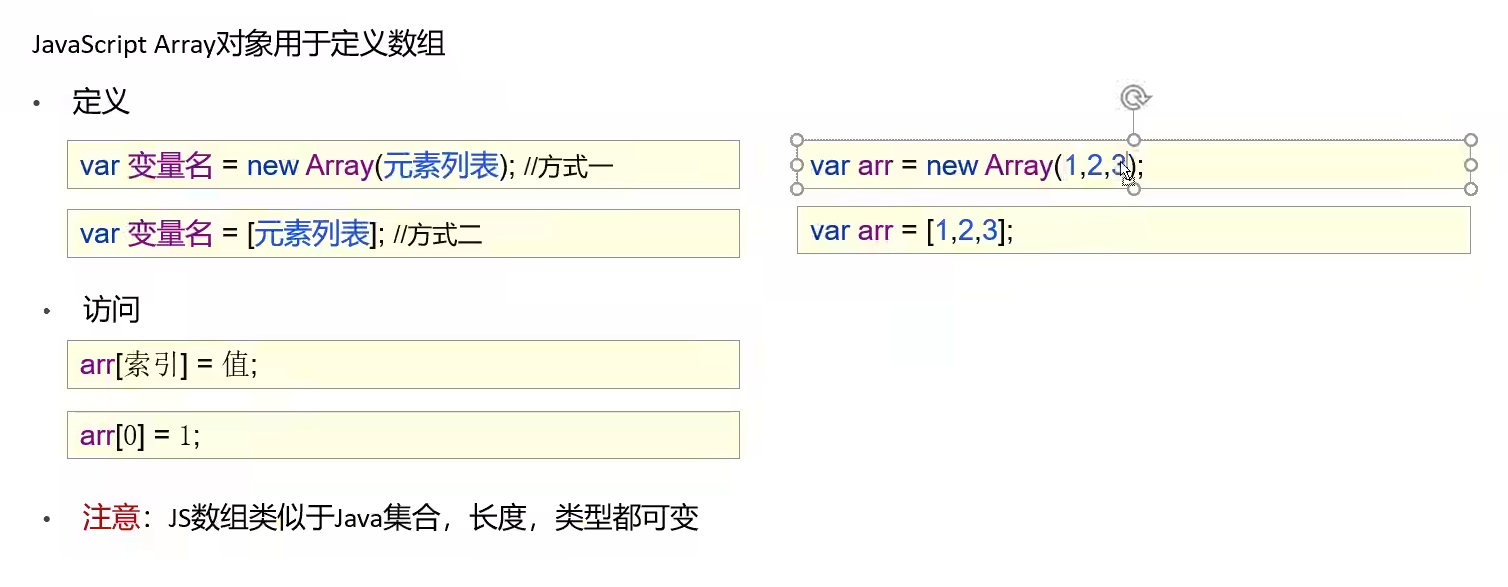 JavaScript Array对象用于定义数组
• 定义
var 变量名 = new Array(元素列表); //方式一
var arr = new Array(1,2,3);
var 变量名 = [元素列表]; //方式二
var arr = [1,2,3];
• 访问
arr[索引] = 值;
arr[0] = 1;
• 注意：JS数组类似于Java集合，长度，类型都可变